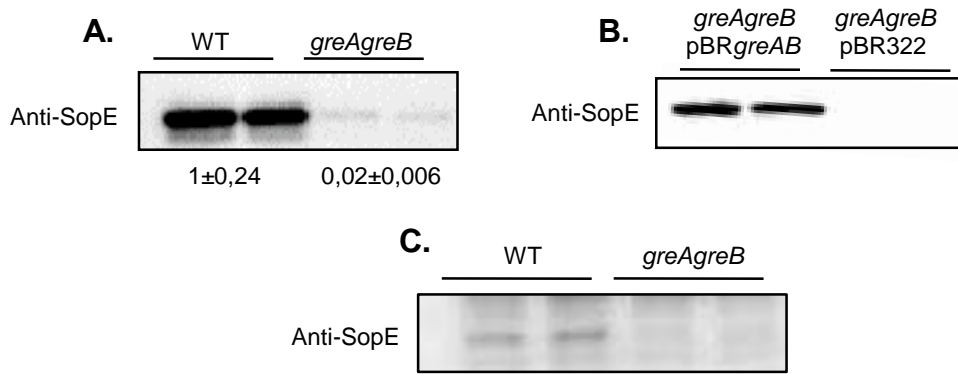 A.
WT greAgreB
Anti-SopE
1±0,24 0,02±0,006
B.
greAgreB greAgreB
pBRgreAB pBR322
Anti-SopE
C.
WT greAgreB
Anti-SopE